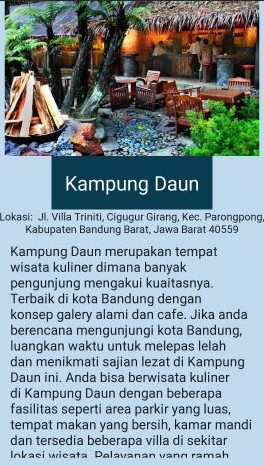 Kampung Daun
Lokasi: Jl. Villa Triniti, Cigugur Girang, Kec. Parongpong,
Kabupaten Bandung Barat, Jawa Barat 40559
Kampung Daun merupakan tempat
wisata kuliner dimana banyak
pengunjung mengakui kuaitasnya.
Terbaik di kota Bandung dengan
konsep galery alami dan cafe. Jika anda
berencana mengunjungi kota Bandung,
luangkan waktu untuk melepas lelah
dan menikmati sajian lezat di Kampung
Daun ini. Anda bisa berwisata kuliner
di Kampung Daun dengan beberapa
fasilitas seperti area parkir yang luas,
tempat makan yang bersih, kamar mandi
dan tersedia beberapa villa di sekitar
lokasi wisata. Pelayanan yang ramah